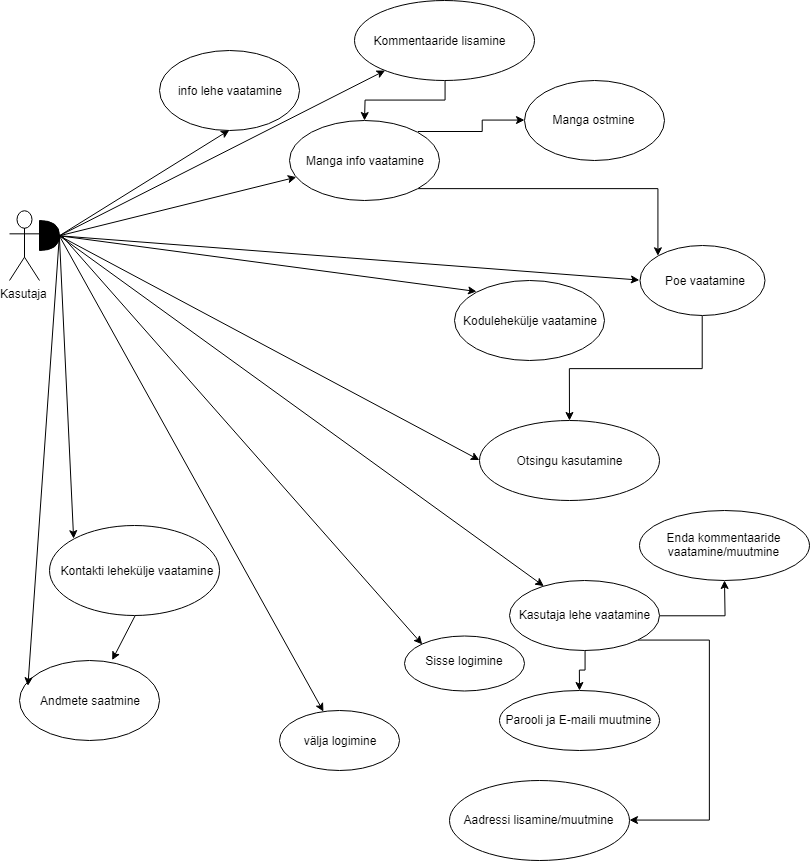 Kommentaaride lisamine
info lehe vaatamine
Manga ostmine
Manga info vaatamine
Kasutaja
Poe vaatamine
Kodulehekülje vaatamine
Otsingu kasutamine
Enda kommentaaride
vaatamine/muutmine
Kontakti lehekülje vaatamine
Kasutaja lehe vaatamine
Sisse logimine
Andmete saatmine
Parooli ja E-maili muutmine
välja logimine
Aadressi lisamine/muutmine